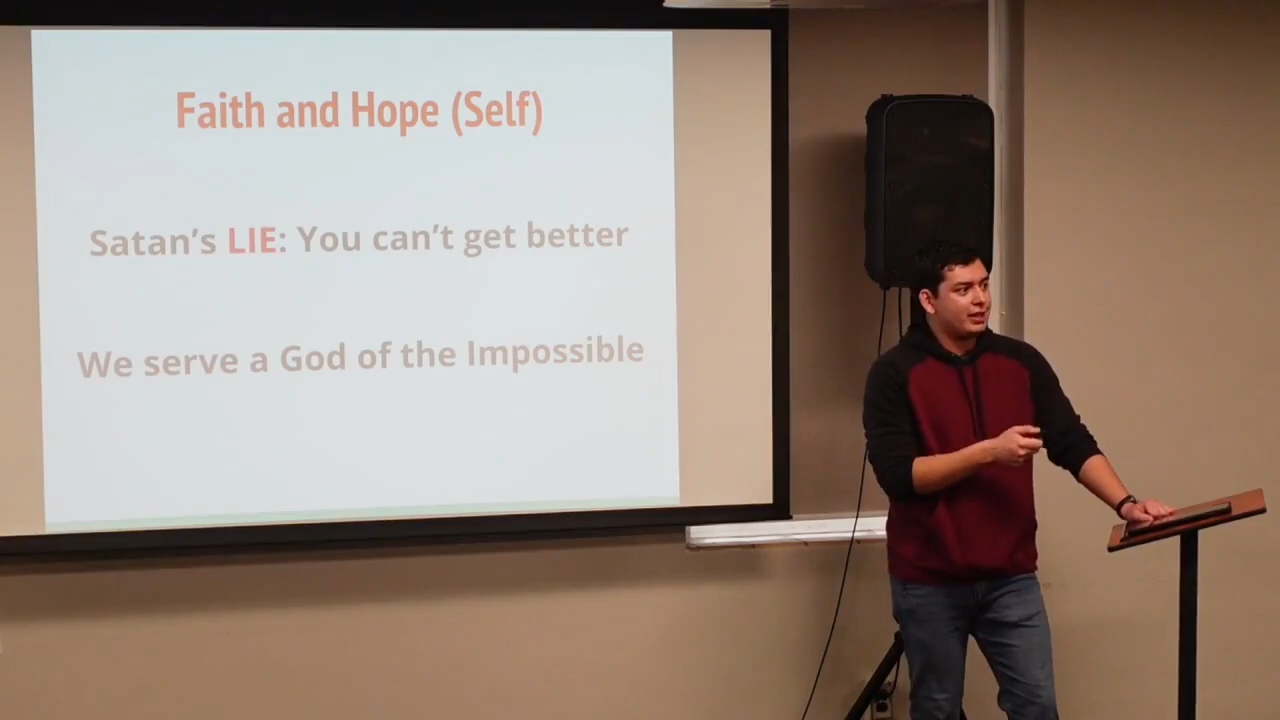 Faith and Hope (Self)
Satan's LIE: You can't get better
We serve a God of the Impossible